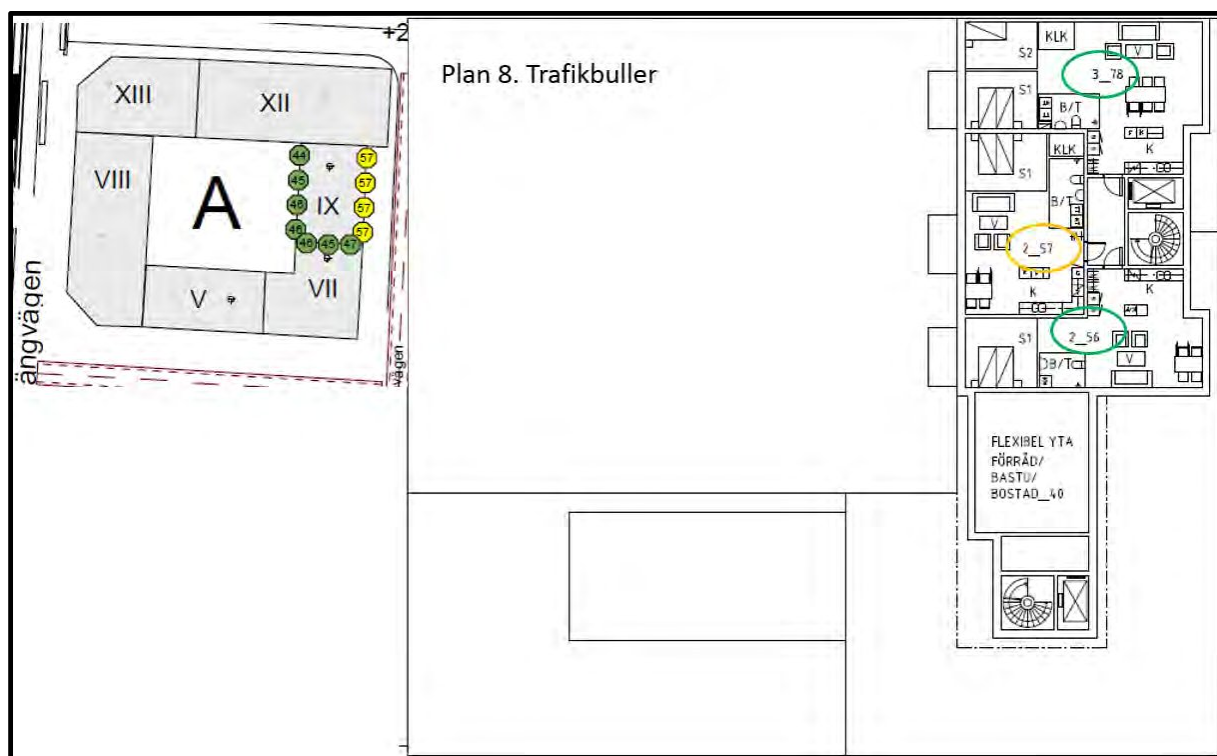 +2
Plan 8. Trafikbuller
XIII
XII
VIII
A
IX
VII
V
44
45
46
46
46
45
47
57
57
57
57
ängvägen
vägen
S2
KLK
V
3_78
S1
B/T
K
S1
KLK
B/T
V
2_57
K
K
S1
2_56
B/T
V
FLEXIBEL YTA
FÖRRÅD/
BASTU/
BOSTAD_40